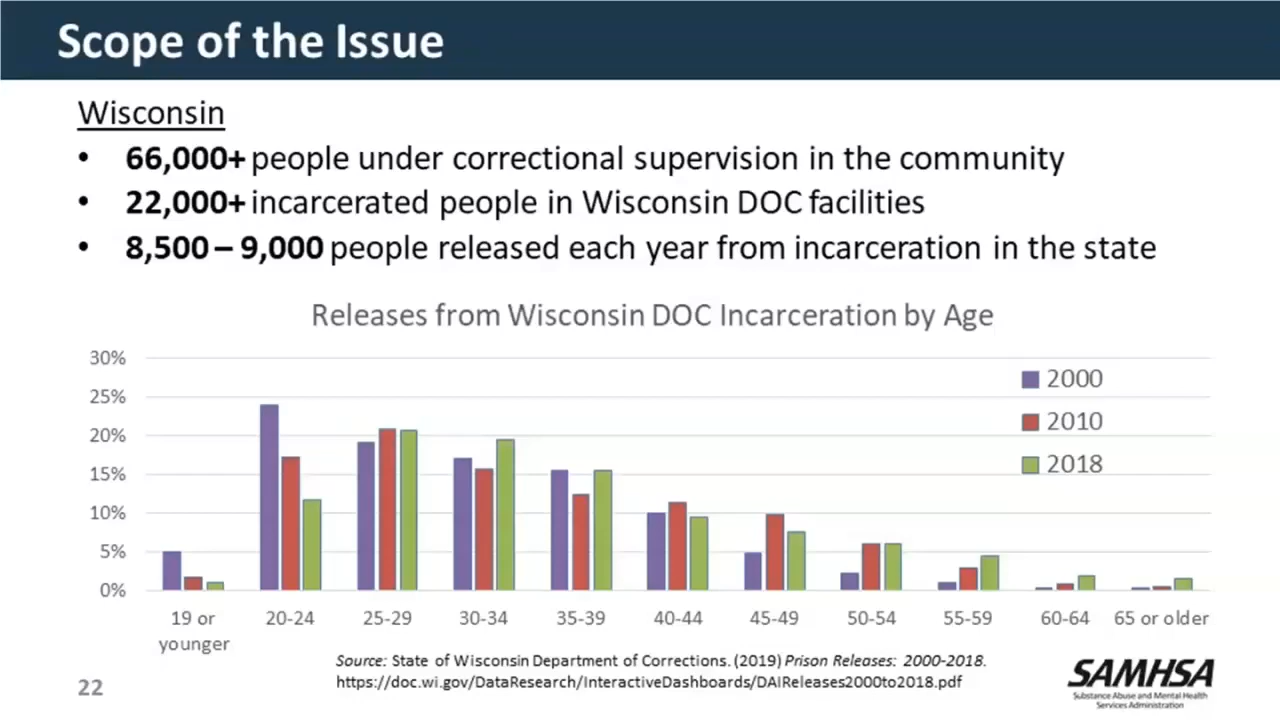 Scope of the Issue
Wisconsin
• 66,000+ people under correctional supervision in the community
• 22,000+ incarcerated people in Wisconsin DOC facilities
• 8,500 – 9,000 people released each year from incarceration in the state
Releases from Wisconsin DOC Incarceration by Age
30%
25%
20%
15%
10%
5%
0%
2000
2010
2018
19 or
younger
20-24
25-29
30-34
35-39
40-44
45-49
50-54
55-59
60-64
65 or older
Source: State of Wisconsin Department of Corrections. (2019) Prison Releases: 2000-2018.
https://doc.wi.gov/DataResearch/InteractiveDashboards/DAIReleases2000to2018.pdf
22
SAMHSA
Substance Abuse and Mental Health
Services Administration